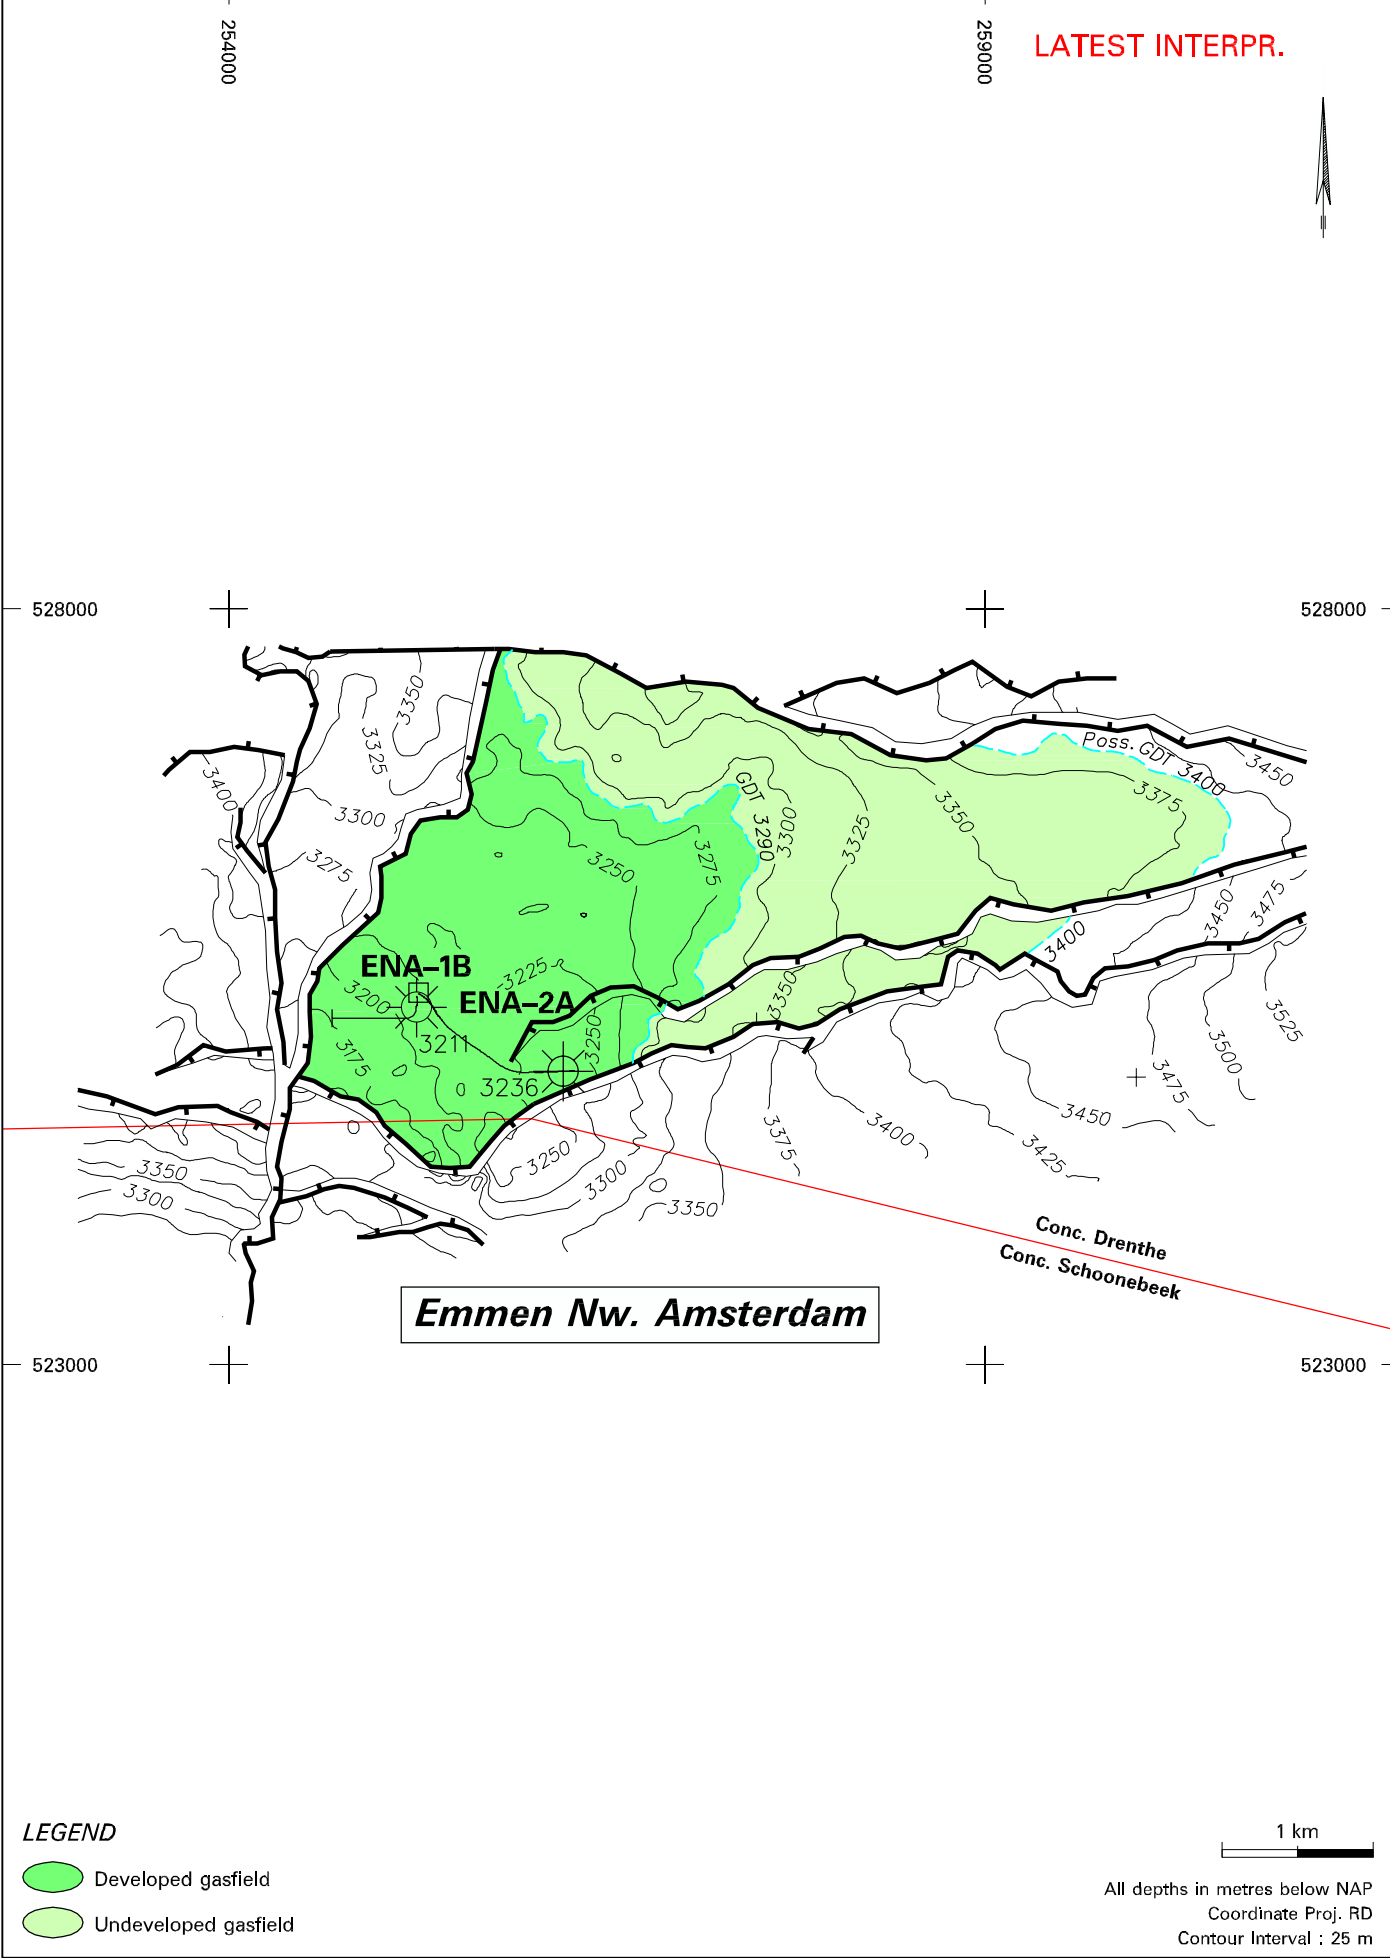 254000
259000
LATEST INTERPR.
528000
528000
3350
3325
3400
3300
3275
3250
3275
GDT 3290
3300
3325
3350
Poss. GDT 3400
3375
3450
3450
3475
3400
ENA-1B
3225
ENA-2A
3200
3211
3175
3236
3250
3350
3525
3500
3475
3450
3425
3400
3375
3350
3300
3250
3300
3350
Conc. Drenthe
Conc. Schoonebeek
Emmen Nw. Amsterdam
523000
523000
LEGEND
Developed gasfield
Undeveloped gasfield
1 km
All depths in metres below NAP
Coordinate Proj. RD
Contour Interval : 25 m